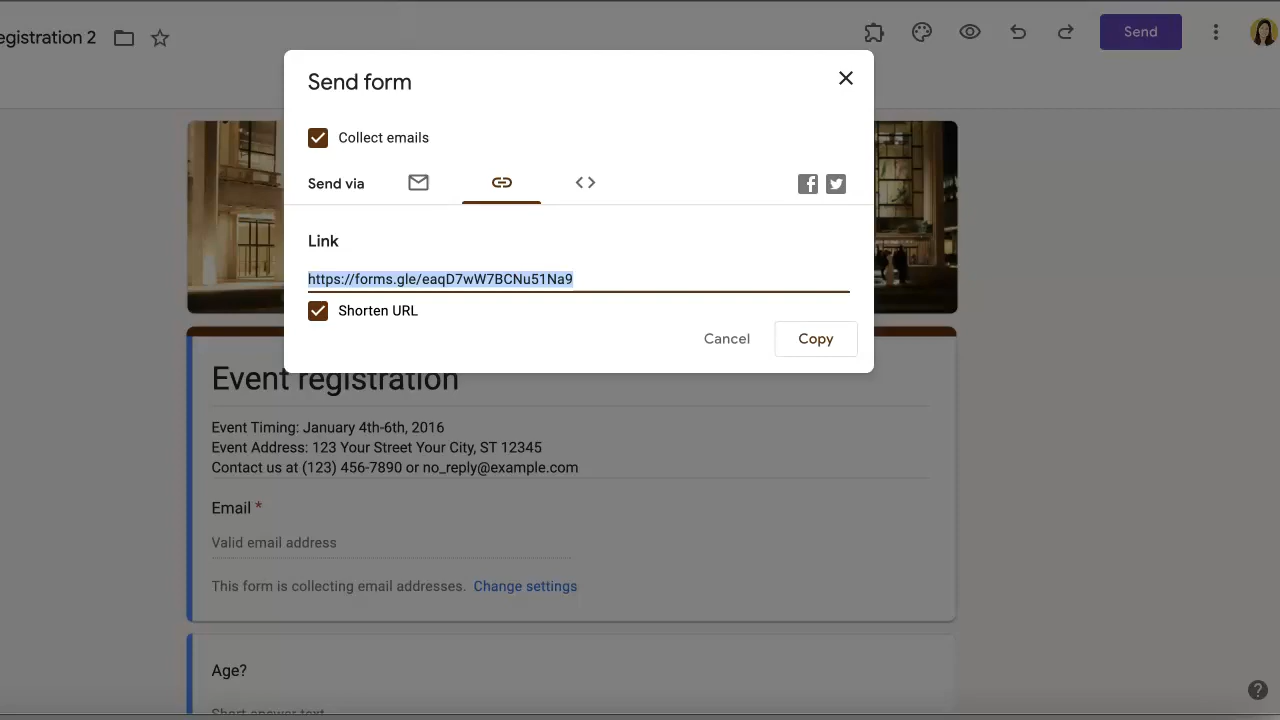 egistration 2
Send
Send form
Collect emails
Send via
Link
https://forms.gle/eaqD7wW7BCNu51Na9
Shorten URL
Cancel
Copy
Event registration
Event Timing: January 4th-6th, 2016
Event Address: 123 Your Street Your City, ST 12345
Contact us at (123) 456-7890 or no_reply@example.com
Email *
Valid email address
This form is collecting email addresses. Change settings
Age?
Short answer text